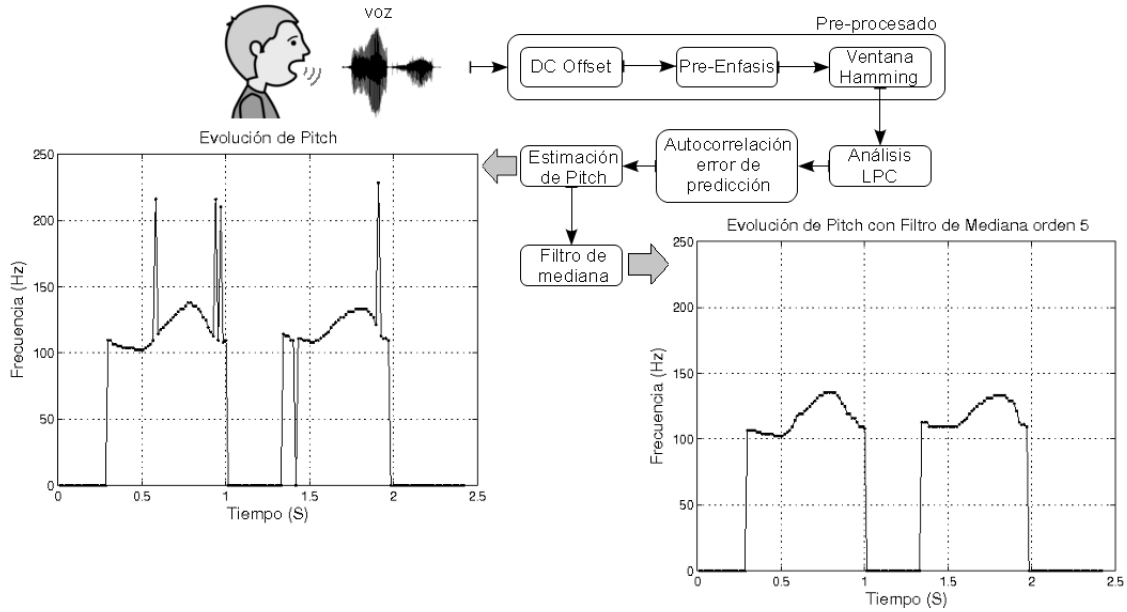 voz
Pre-procesado
DC Offset
Pre-Enfasis
Ventana
Hamming
Análisis
LPC
Autocorrelación
error de
predicción
Estimación
de Pitch
Filtro de
mediana
Evolución de Pitch
Frecuencia (Hz)
250
200
150
100
50
0
0
0.5
1
1.5
2
2.5
Tiempo (S)
Evolución de Pitch con Filtro de Mediana orden 5
Frecuencia (Hz)
250
200
150
100
50
0
0
0.5
1
1.5
2
2.5
Tiempo (S)